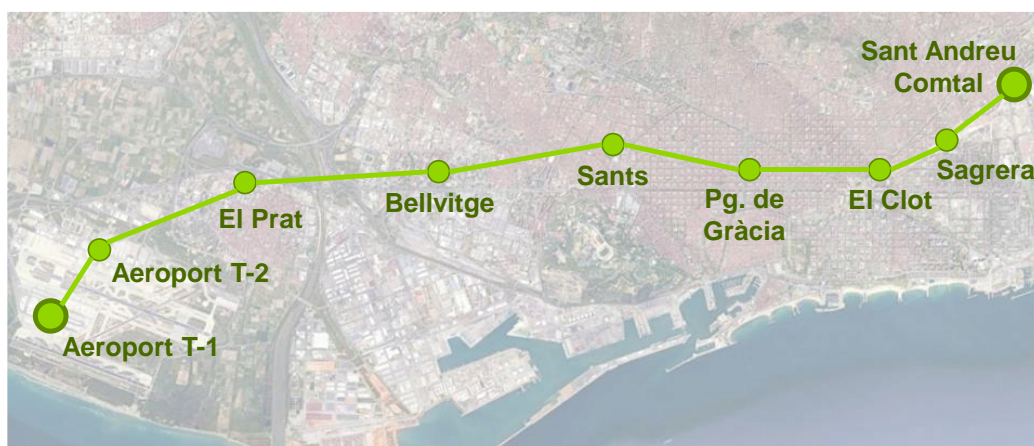 Sant Andreu
Comtal
Sagrera
El Clot
Pg. de
Gràcia
Sants
Bellvitge
El Prat
Aeroport T-2
Aeroport T-1